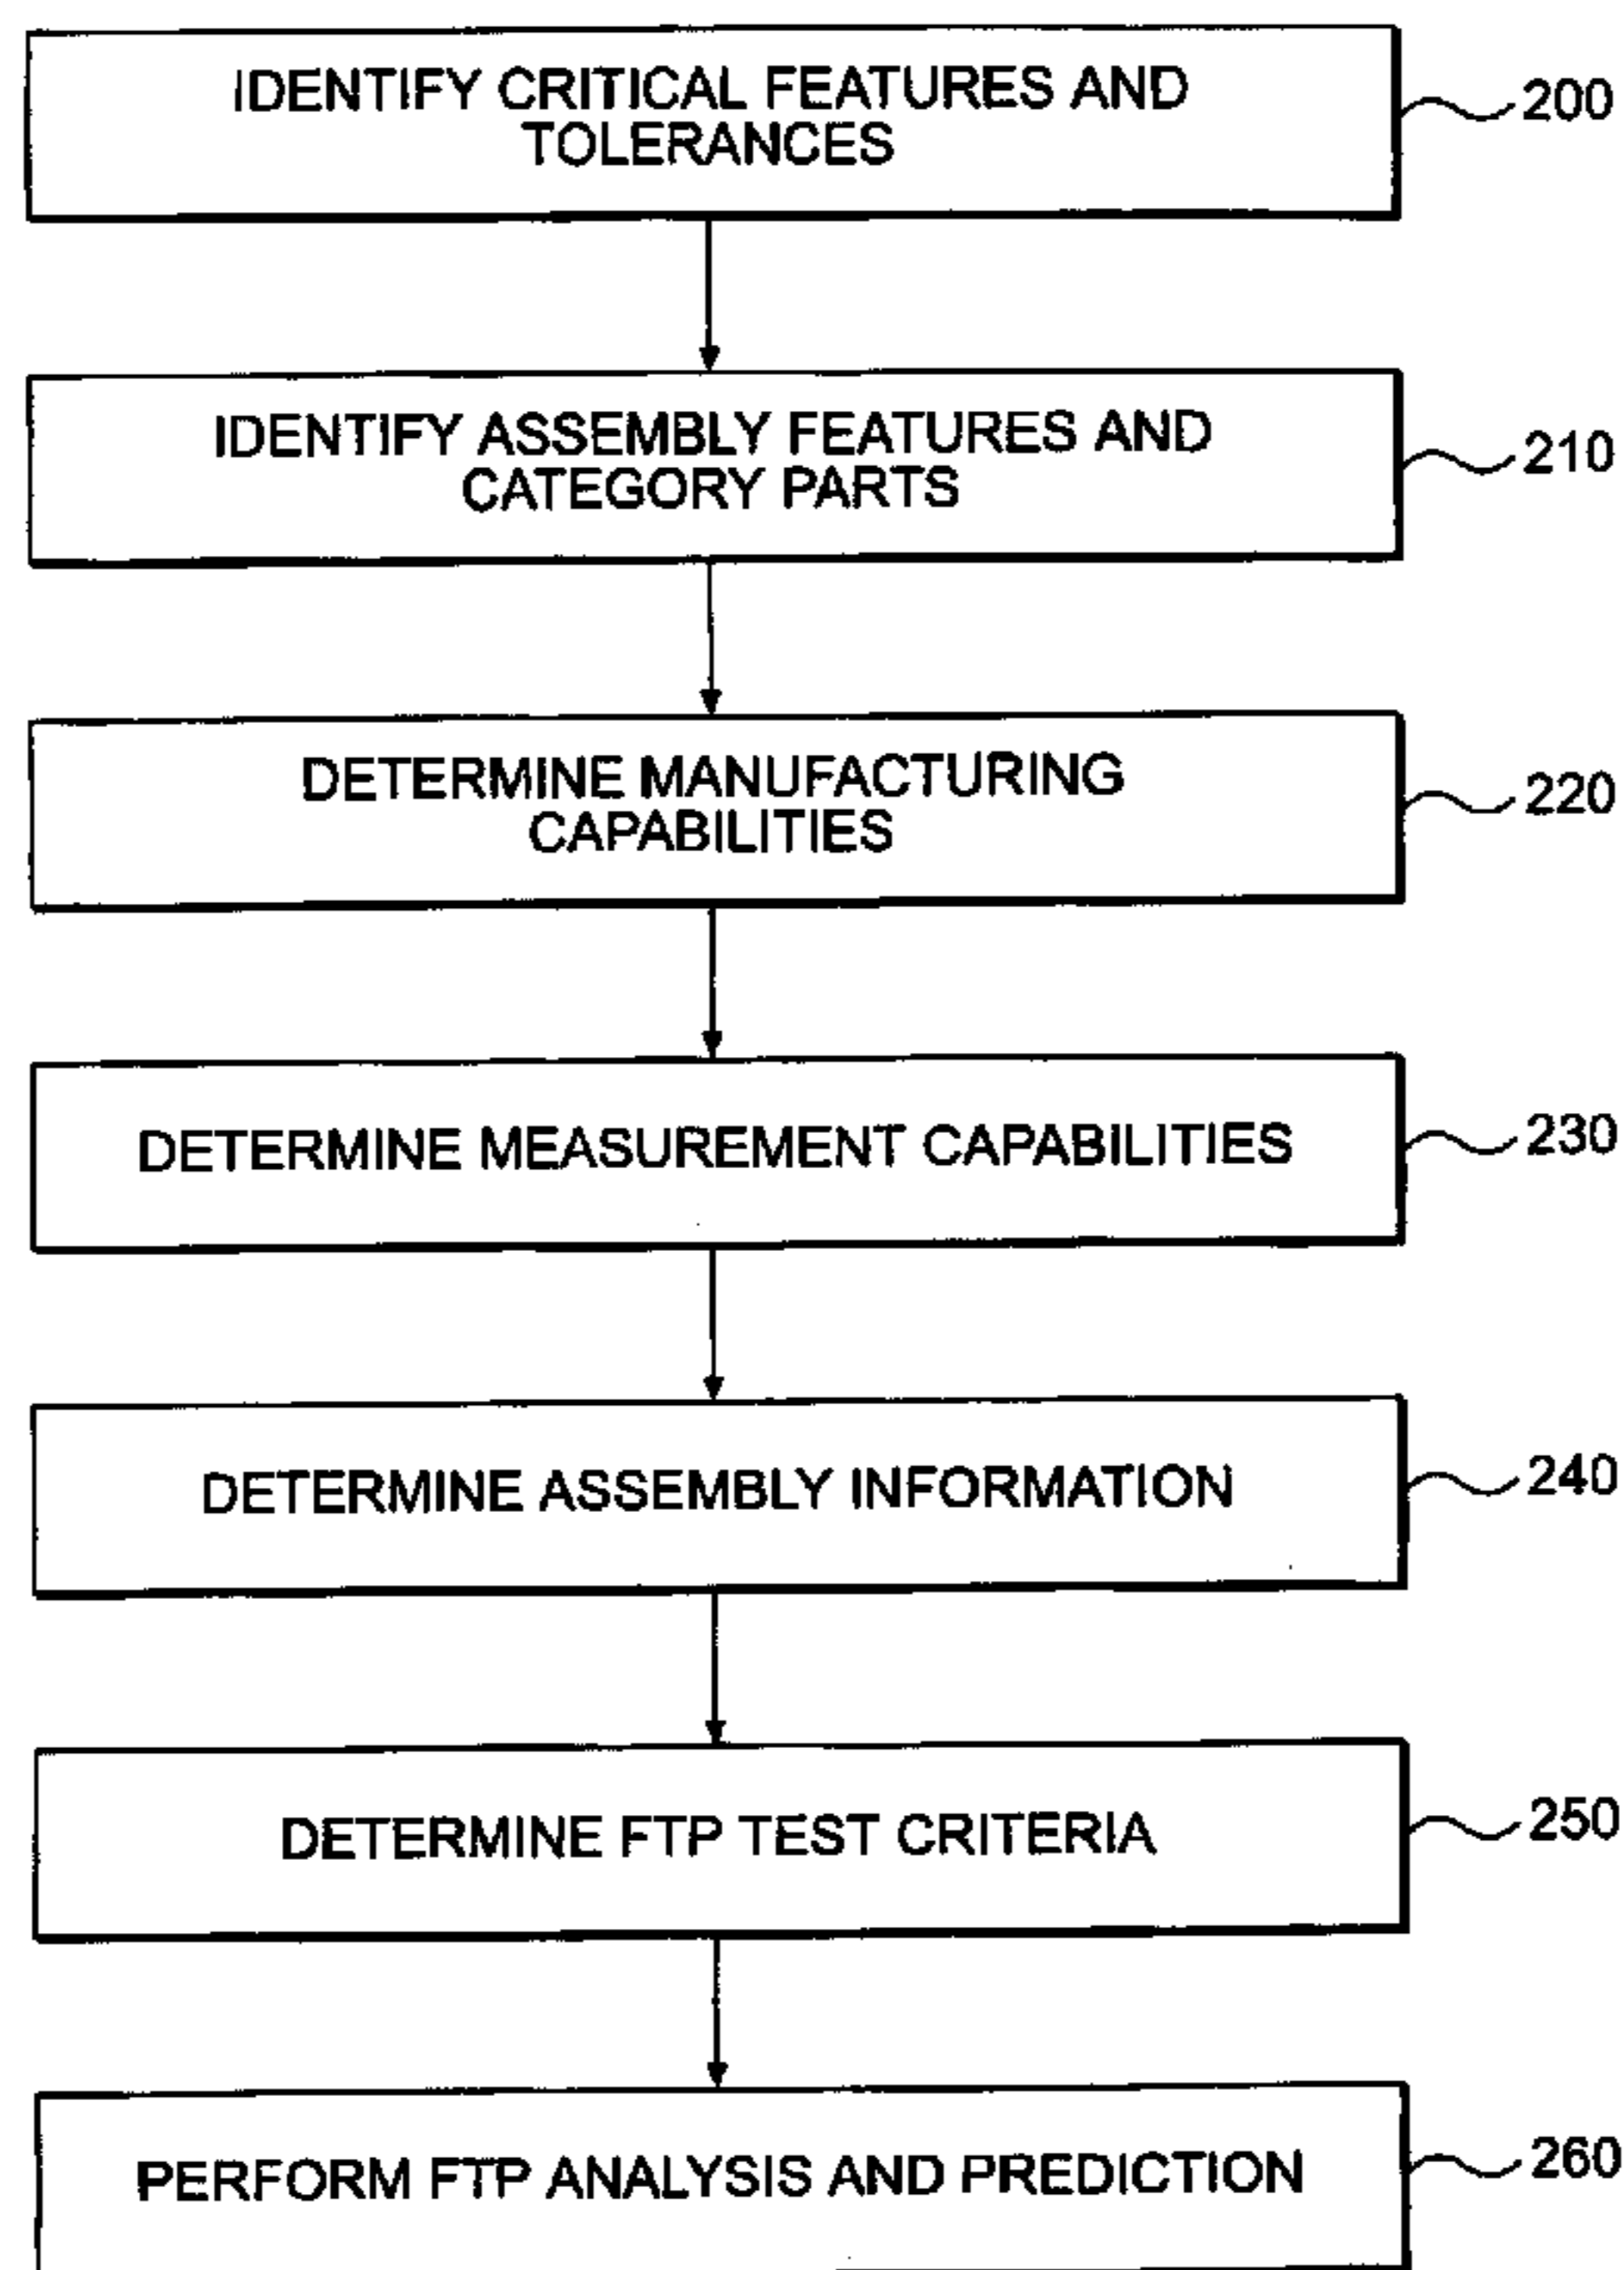 IDENTIFY CRITICAL FEATURES AND
TOLERANCES
200
IDENTIFY ASSEMBLY FEATURES AND
CATEGORY PARTS
210
DETERMINE MANUFACTURING
CAPABILITIES
220
DETERMINE MEASUREMENT CAPABILITIES
230
DETERMINE ASSEMBLY INFORMATION
240
DETERMINE FTP TEST CRITERIA
250
PERFORM FTP ANALYSIS AND PREDICTION
260